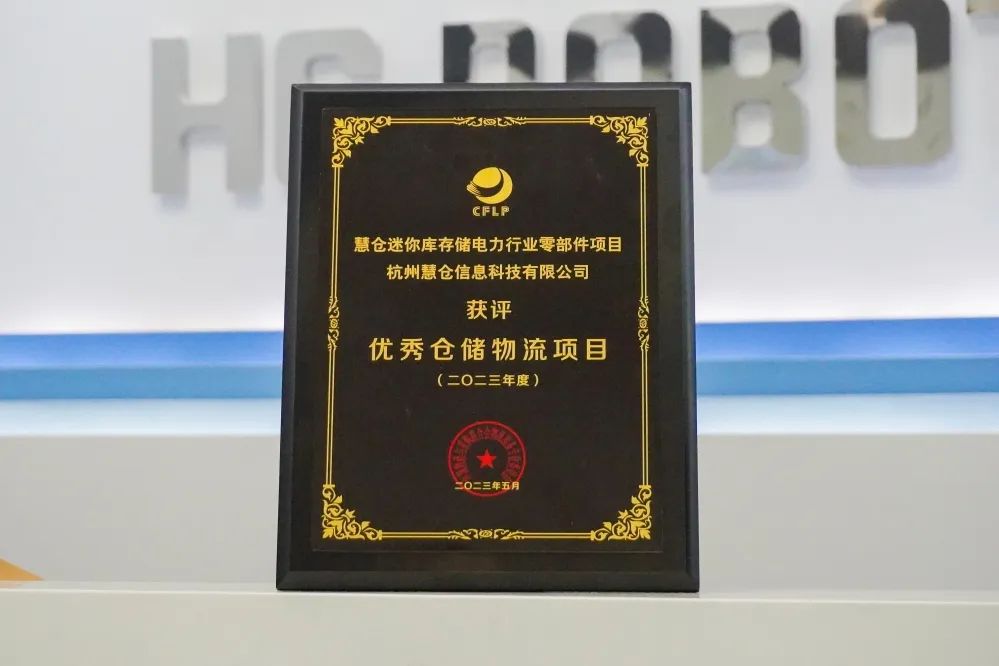 HC ROBOT
CFLP
慧仓迷你库存储电力行业零部件项目
杭州慧仓信息科技有限公司
获评
优秀仓储物流项目
（二〇二三年度）
二〇二三年五月